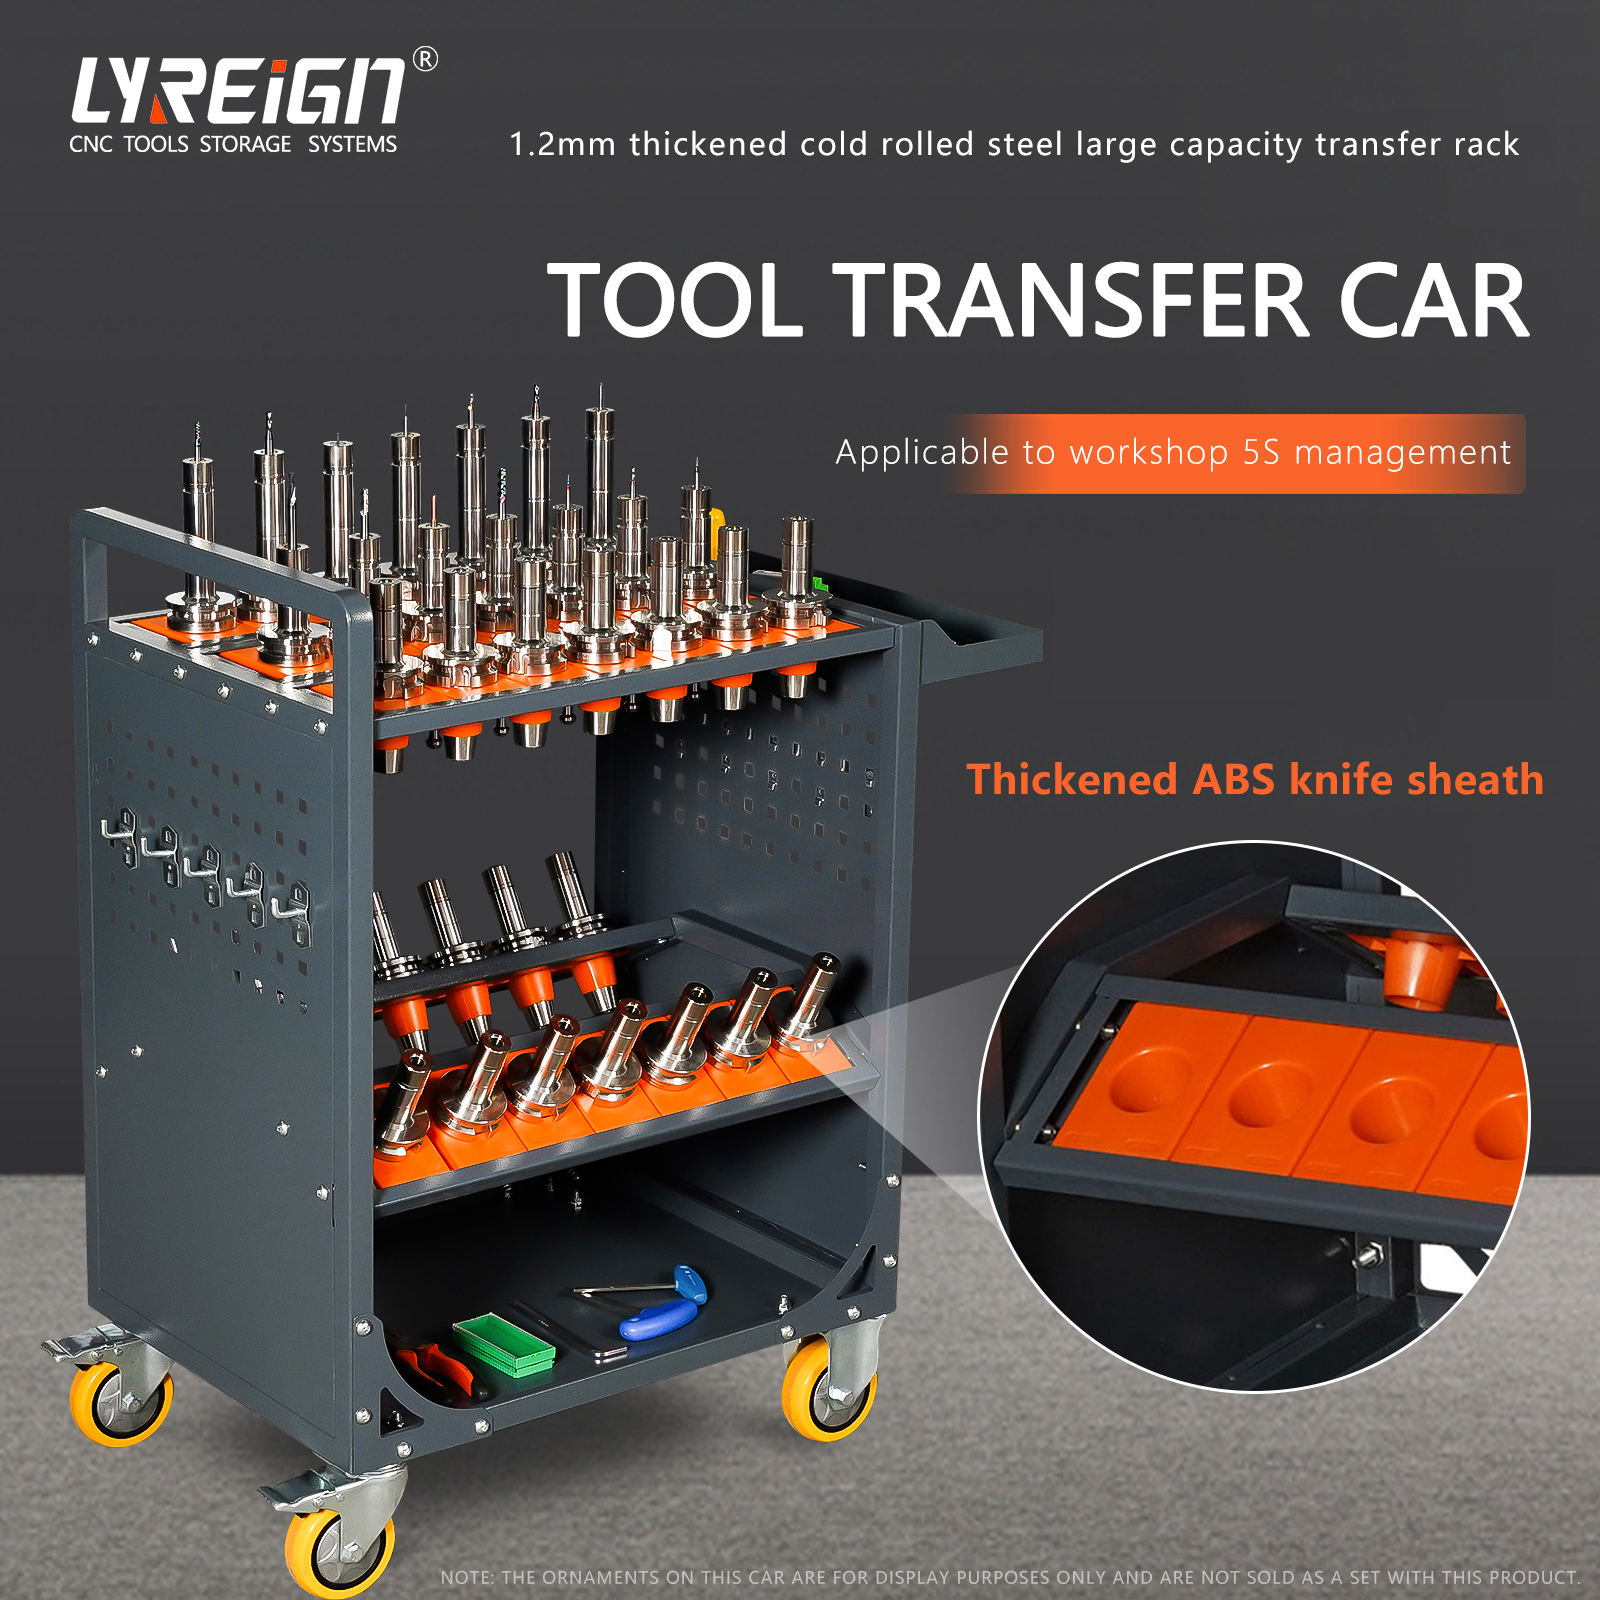 LYREIGN®
CNC TOOLS STORAGE SYSTEMS
1.2mm thickened cold rolled steel large capacity transfer rack
TOOL TRANSFER CAR
Applicable to workshop 5S management
Thickened ABS knife sheath
NOTE: THE ORNAMENTS ON THIS CAR ARE FOR DISPLAY PURPOSES ONLY AND ARE NOT SOLD AS A SET WITH THIS PRODUCT.